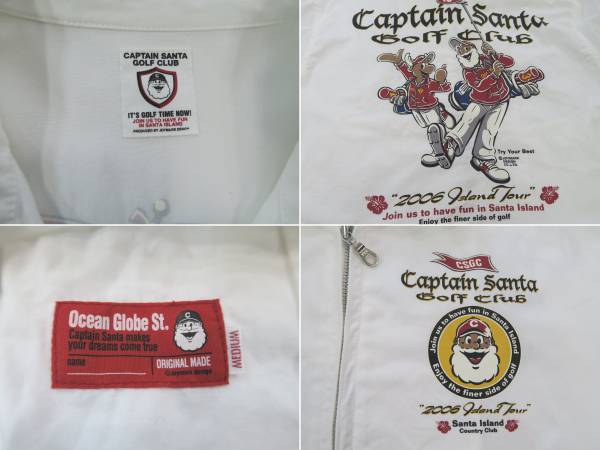 CAPTAIN SANTA
GOLF CLUB
IT'S GOLF TIME NOW!
JOIN US TO HAVE FUN
IN SANTA ISLAND
Captain Santa
Golf Club
Try Your Best
"2006 Island Tour"
Join us to have fun in Santa Island
Enjoy the finer side of golf
Ocean Globe St.
Captain Santa makes
your dreams come true
name
ORIGINAL MADE
MEDIUM
CSGC
Captain Santa
Golf Club
Join us to have fun in Santa Island
Enjoy the finer side of golf
"2006 Island Tour"
Santa Island
Country Club